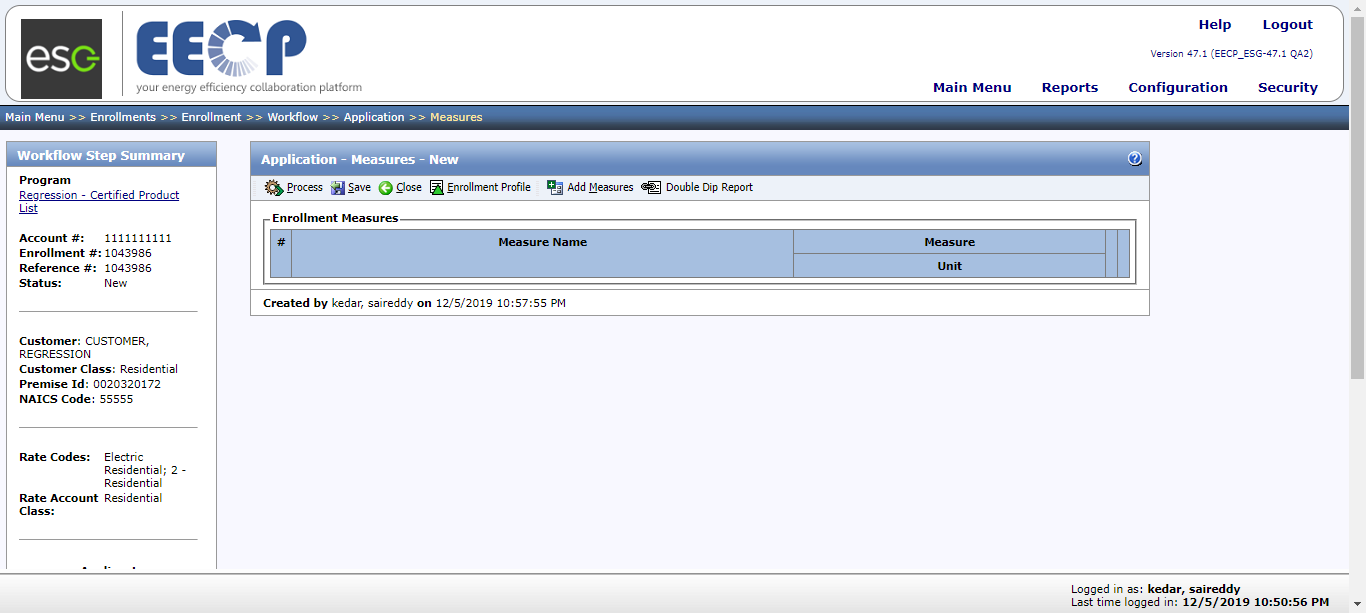 esg
EECP
your energy efficiency collaboration platform
Help Logout
Version 47.1 (EECP_ESG-47.1 QA2)
Main Menu Reports Configuration Security
Main Menu >> Enrollments >> Enrollment >> Workflow >> Application >> Measures
Workflow Step Summary
Program
Regression - Certified Product
List
Account #: 1111111111
Enrollment #: 1043986
Reference #: 1043986
Status: New
Customer: CUSTOMER,
REGRESSION
Customer Class: Residential
Premise Id: 0020320172
NAICS Code: 55555
Rate Codes: Electric
Residential; 2 -
Residential
Rate Account Residential
Class:
Application - Measures - New
?
Process Save Close Enrollment Profile Add Measures Double Dip Report
Enrollment Measures
# Measure Name Measure
Unit
Created by kedar, saireddy on 12/5/2019 10:57:55 PM
Logged in as: kedar, saireddy
Last time logged in: 12/5/2019 10:50:56 PM